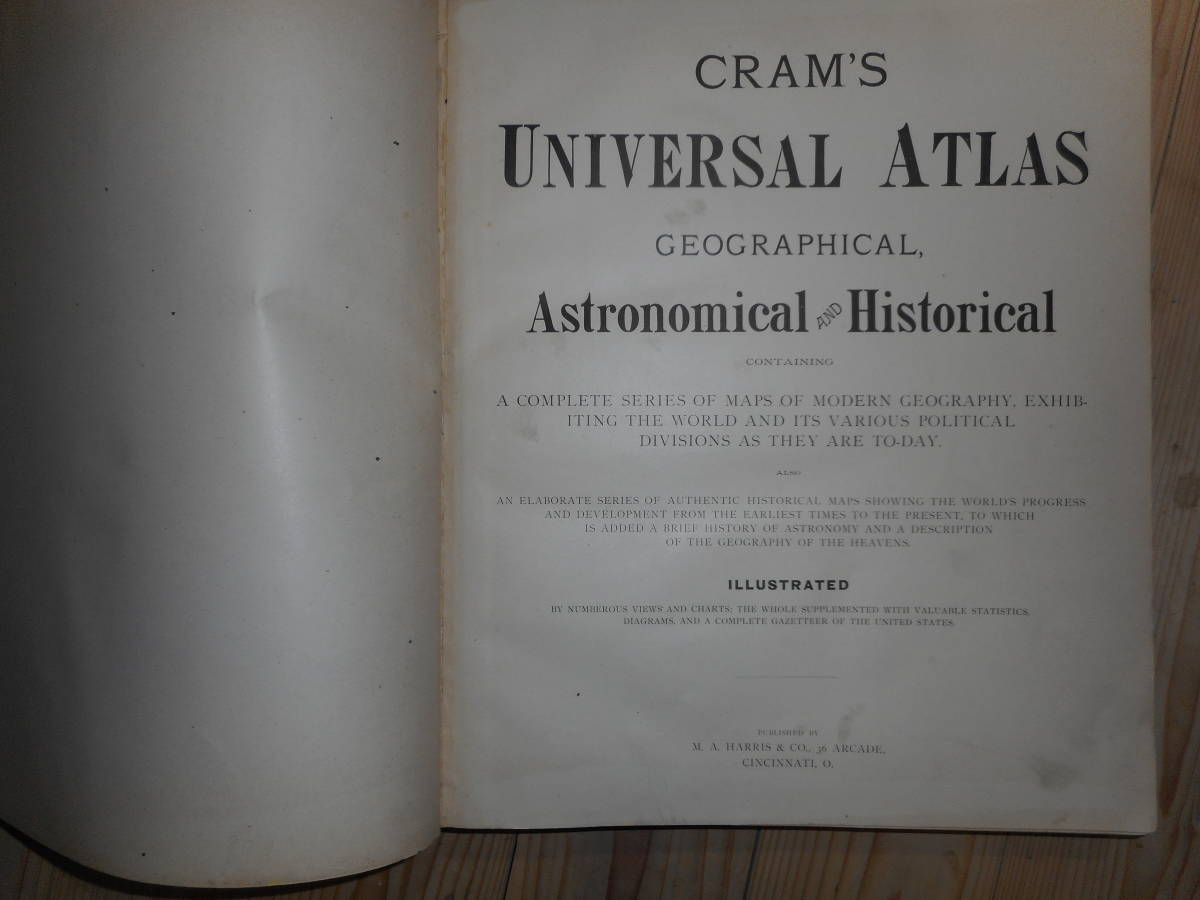 CRAM'S
UNIVERSAL ATLAS
GEOGRAPHICAL,
Astronomical AND Historical
CONTAINING
A COMPLETE SERIES OF MAPS OF MODERN GEOGRAPHY, EXHIB-
ITING THE WORLD AND ITS VARIOUS POLITICAL
DIVISIONS AS THEY ARE TO-DAY.
ALSO
AN ELABORATE SERIES OF AUTHENTIC HISTORICAL MAPS SHOWING THE WORLD'S PROGRESS
AND DEVELOPMENT FROM THE EARLIEST TIMES TO THE PRESENT, TO WHICH
IS ADDED A BRIEF HISTORY OF ASTRONOMY AND A DESCRIPTION
OF THE GEOGRAPHY OF THE HEAVENS.
ILLUSTRATED
BY NUMBEROUS VIEWS AND CHARTS; THE WHOLE SUPPLEMENTED WITH VALUABLE STATISTICS,
DIAGRAMS, AND A COMPLETE GAZETTEER OF THE UNITED STATES.
PUBLISHED BY
M. A. HARRIS & CO., 36 ARCADE,
CINCINNATI, O.